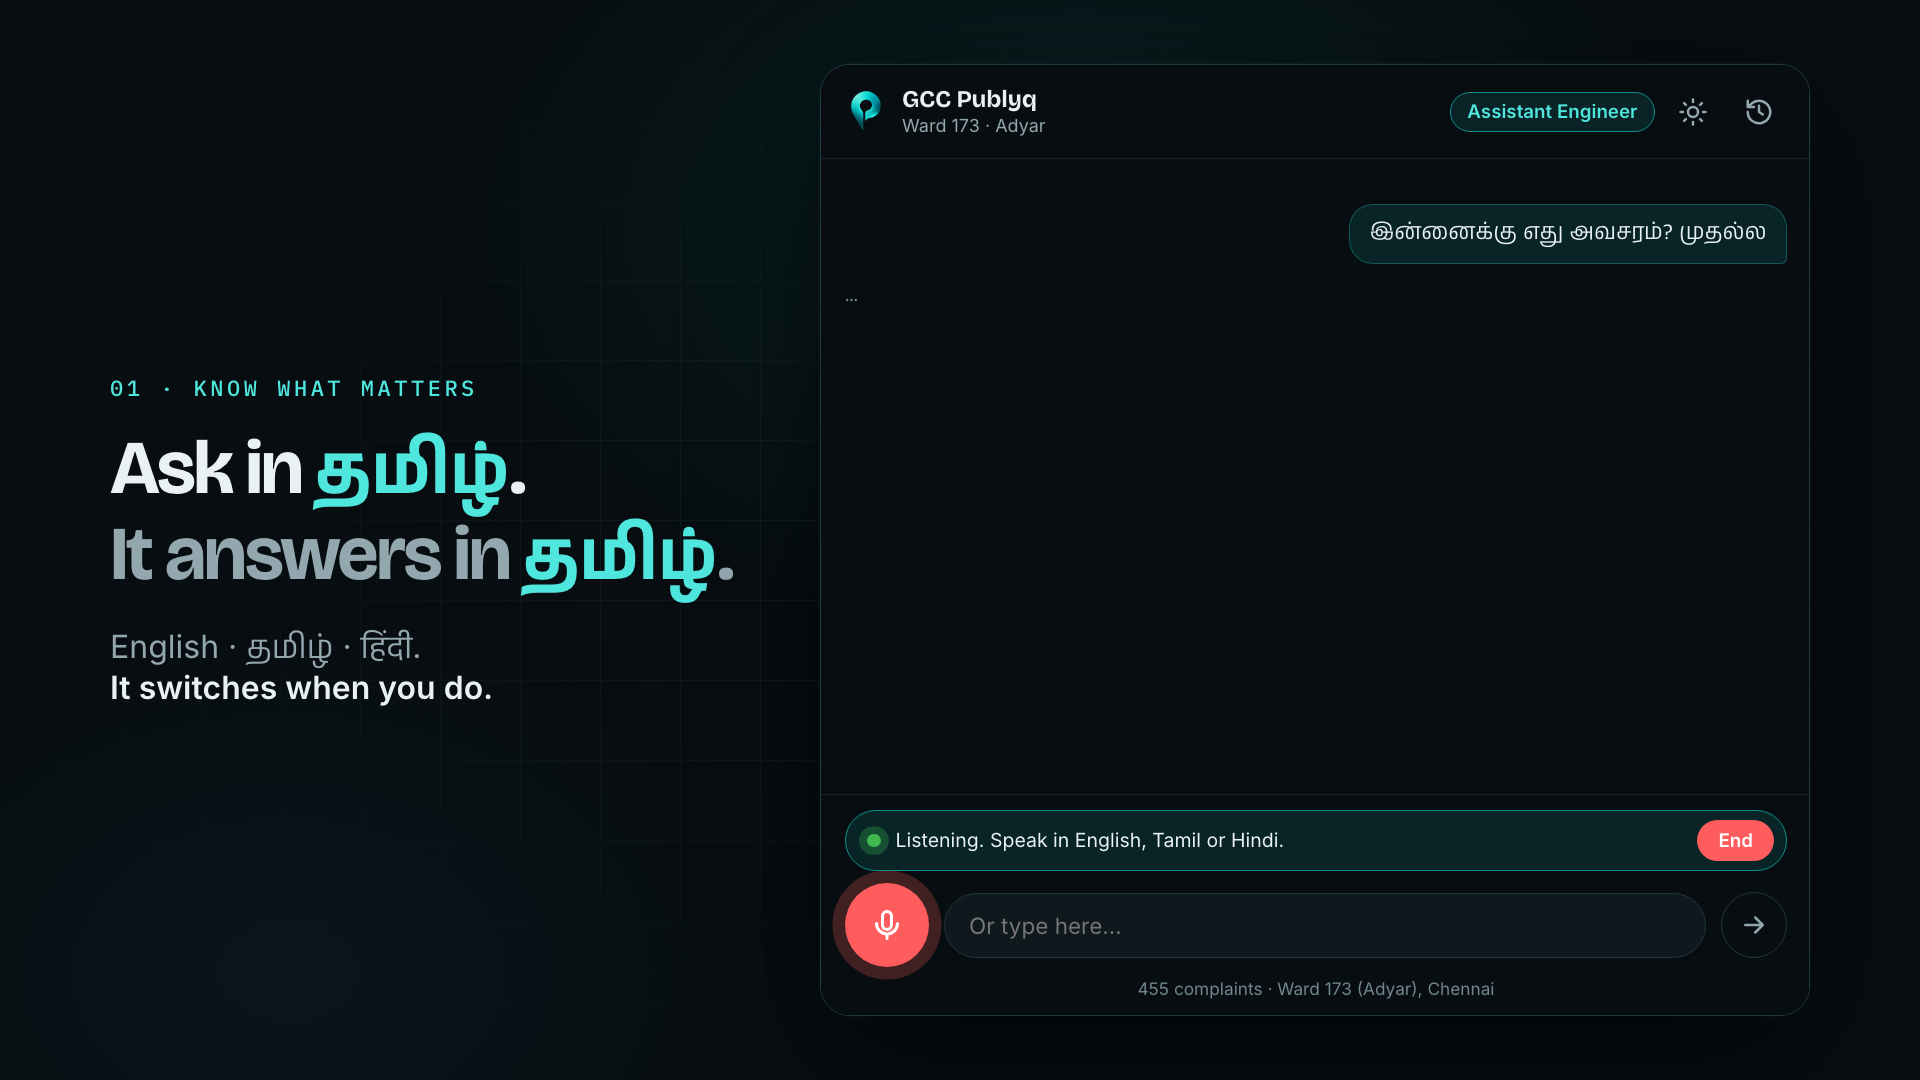 01 · KNOW WHAT MATTERS
Ask in தமிழ்.
It answers in தமிழ்.
English · தமிழ் · हिंदी.
It switches when you do.
GCC Publyq
Ward 173 · Adyar
Assistant Engineer
இன்னைக்கு எது அவசரம்? முதல்ல
...
Listening. Speak in English, Tamil or Hindi.
End
Or type here...
455 complaints · Ward 173 (Adyar), Chennai